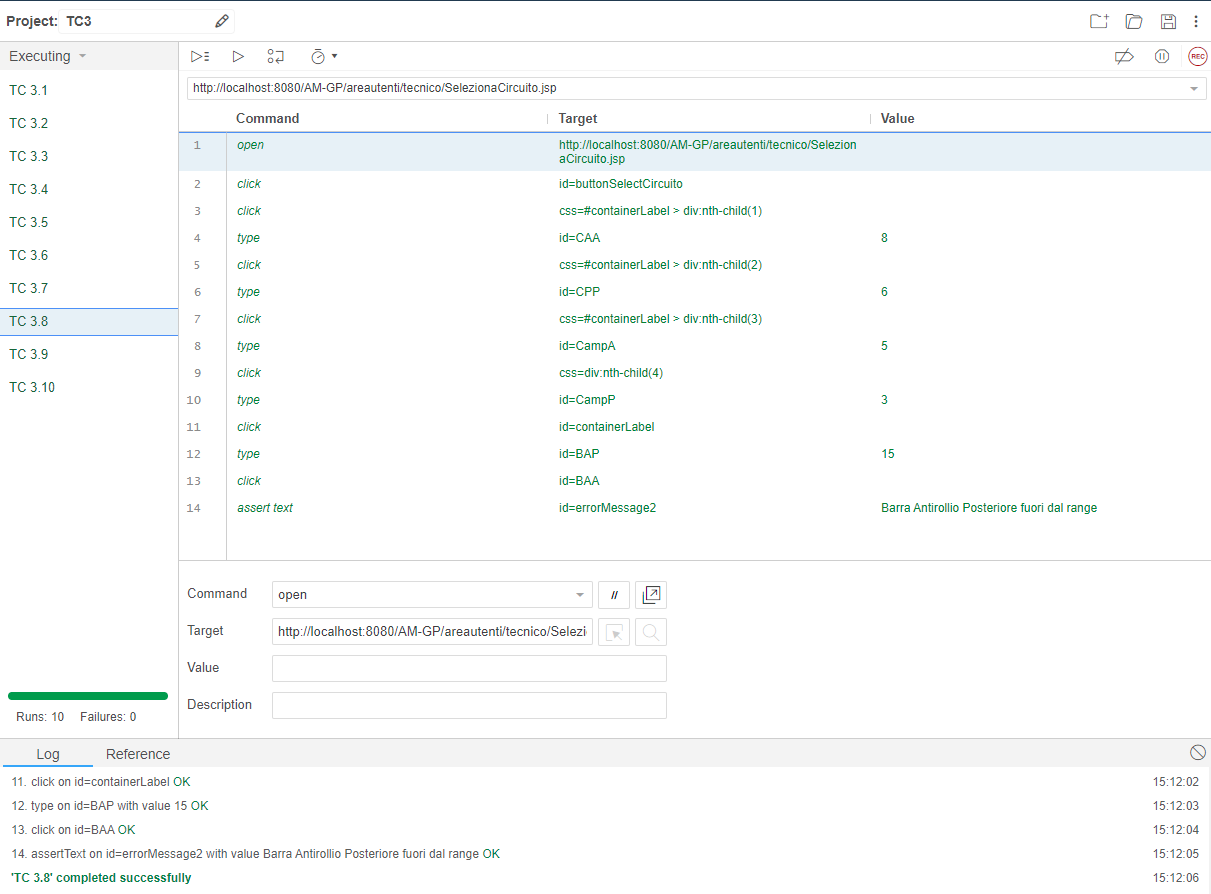 Project: TC3
Executing
TC 3.1
TC 3.2
TC 3.3
TC 3.4
TC 3.5
TC 3.6
TC 3.7
TC 3.8
TC 3.9
TC 3.10
Runs: 10 Failures: 0
REC
http://localhost:8080/AM-GP/areautenti/tecnico/SelezionaCircuito.jsp
Command Target Value
1 open http://localhost:8080/AM-GP/areautenti/tecnico/Selezion
aCircuito.jsp
2 click id=buttonSelectCircuito
3 click css=#containerLabel > div:nth-child(1)
4 type id=CAA 8
5 click css=#containerLabel > div:nth-child(2)
6 type id=CPP 6
7 click css=#containerLabel > div:nth-child(3)
8 type id=CampA 5
9 click css=div:nth-child(4)
10 type id=CampP 3
11 click id=containerLabel
12 type id=BAP 15
13 click id=BAA
14 assert text id=errorMessage2 Barra Antirollio Posteriore fuori dal range
Command open //
Target http://localhost:8080/AM-GP/areautenti/tecnico/Selezi
Value
Description
Log Reference
11. click on id=containerLabel OK 15:12:02
12. type on id=BAP with value 15 OK 15:12:03
13. click on id=BAA OK 15:12:04
14. assertText on id=errorMessage2 with value Barra Antirollio Posteriore fuori dal range OK 15:12:05
'TC 3.8' completed successfully 15:12:06